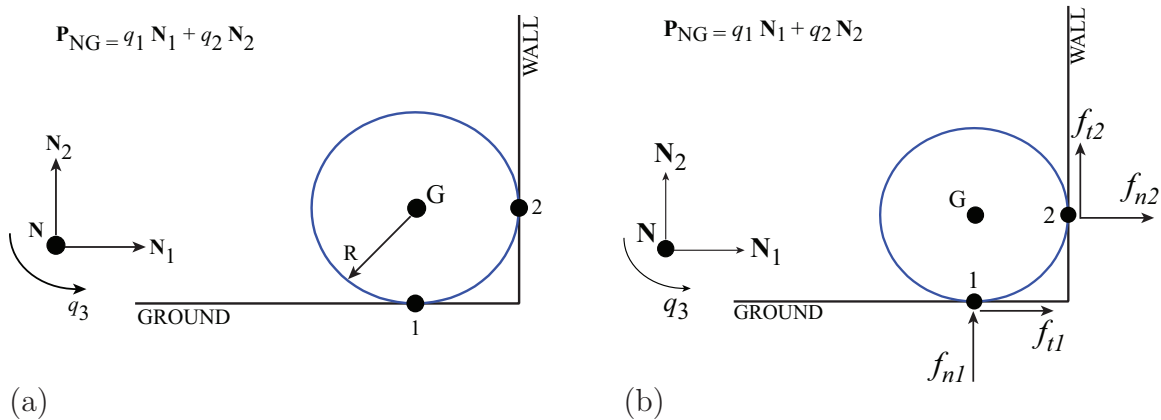 P_NG = q_1 N_1 + q_2 N_2
WALL
N_2
N
N_1
q_3
G
R
2
GROUND
1
(a)
P_NG = q_1 N_1 + q_2 N_2
WALL
f_t2
N_2
N
N_1
q_3
G
2
f_n2
1
GROUND
f_t1
f_n1
(b)